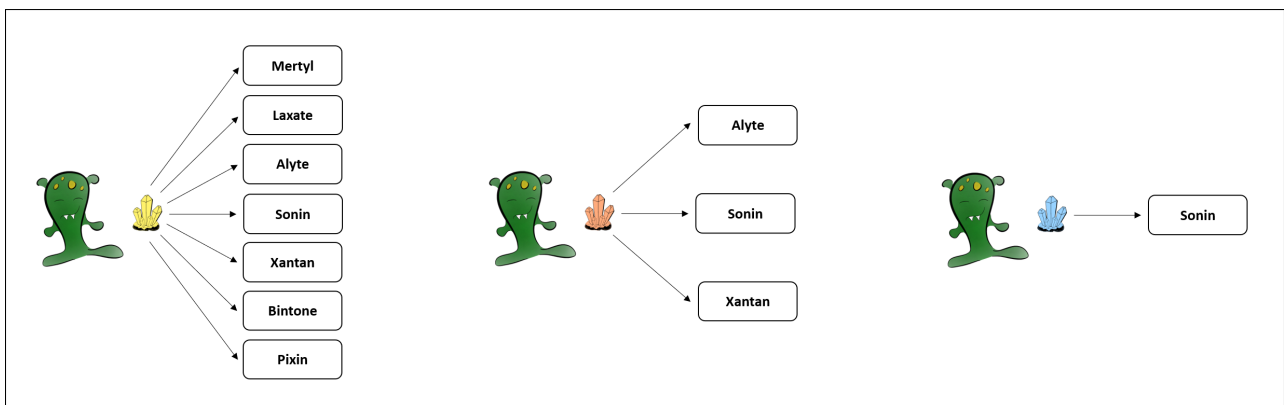 Mertyl
Laxate
Alyte
Sonin
Xantan
Bintone
Pixin
Alyte
Sonin
Xantan
Sonin